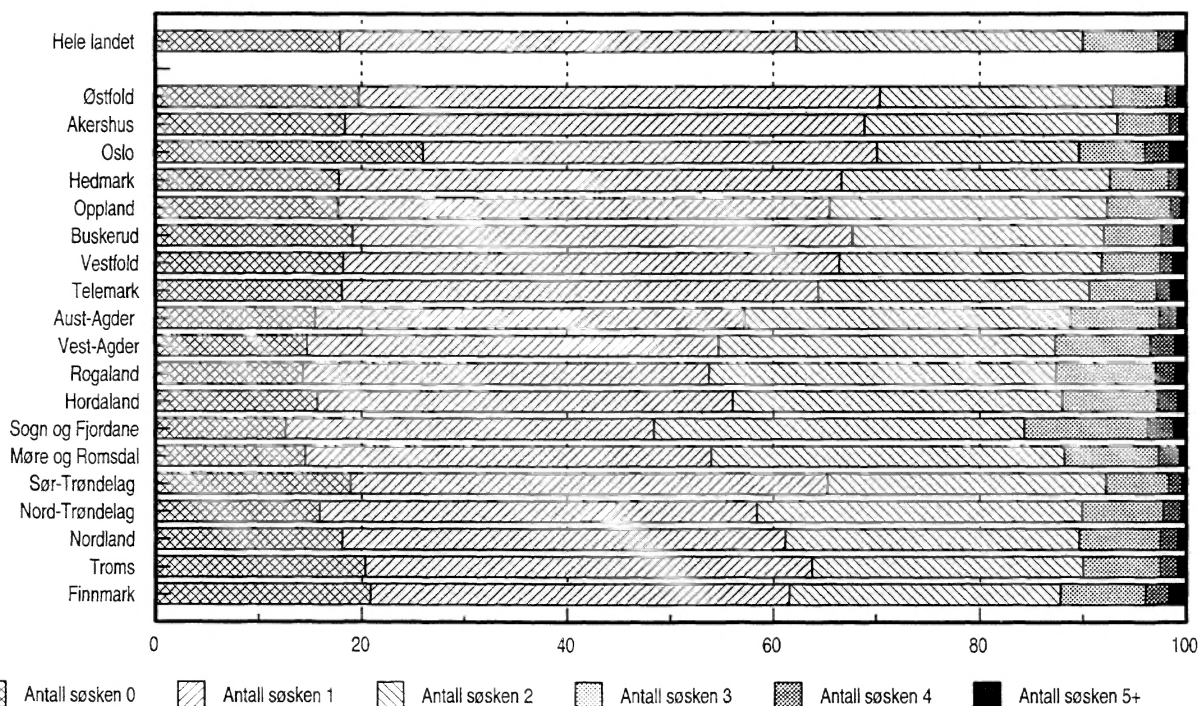 Hele landet
Østfold
Akershus
Oslo
Hedmark
Oppland
Buskerud
Vestfold
Telemark
Aust-Agder
Vest-Agder
Rogaland
Hordaland
Sogn og Fjordane
Møre og Romsdal
Sør-Trøndelag
Nord-Trøndelag
Nordland
Troms
Finnmark
0 20 40 60 80 100
Antall søsken 0 Antall søsken 1 Antall søsken 2 Antall søsken 3 Antall søsken 4 Antall søsken 5+